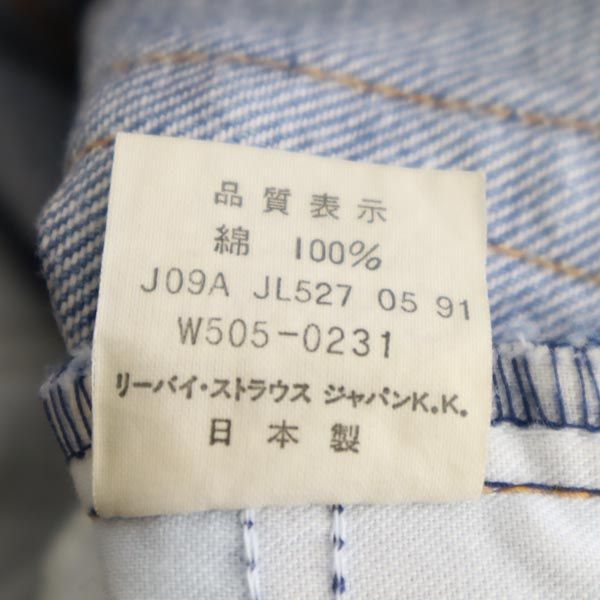 品質表示
綿 100%
J09A JL527 05 91
W505-0231
リーバイ・ストラウス ジャパンK.K.
日本製